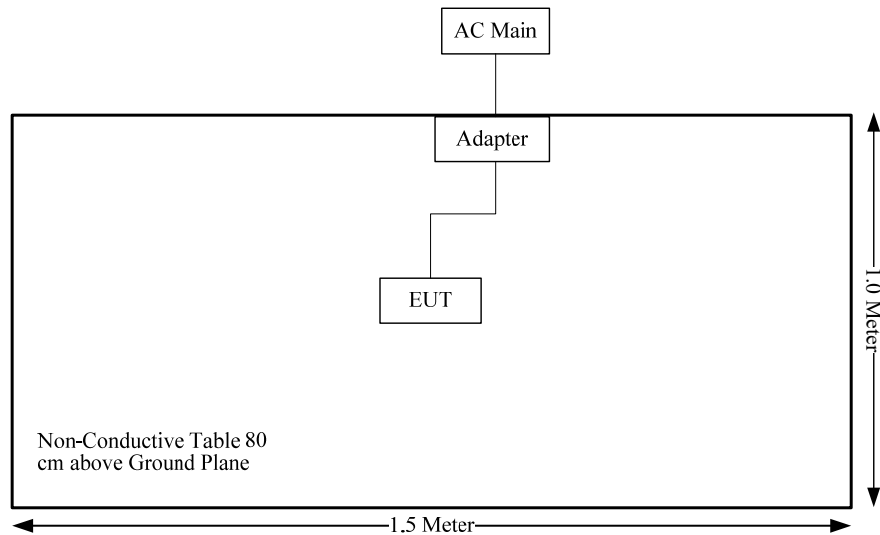 AC Main
Adapter
EUT
1.0 Meter
Non-Conductive Table 80
cm above Ground Plane
1.5 Meter